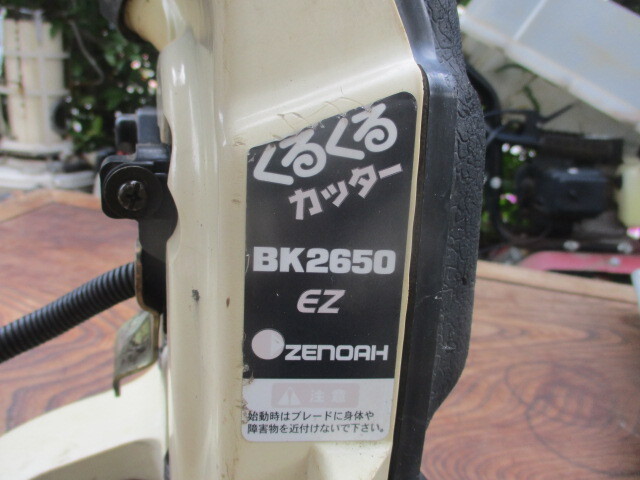 くるくる
カッター
BK2650
EZ
ZENOAH
注意
始動時はブレードに身体や
障害物を近付けないで下さい。